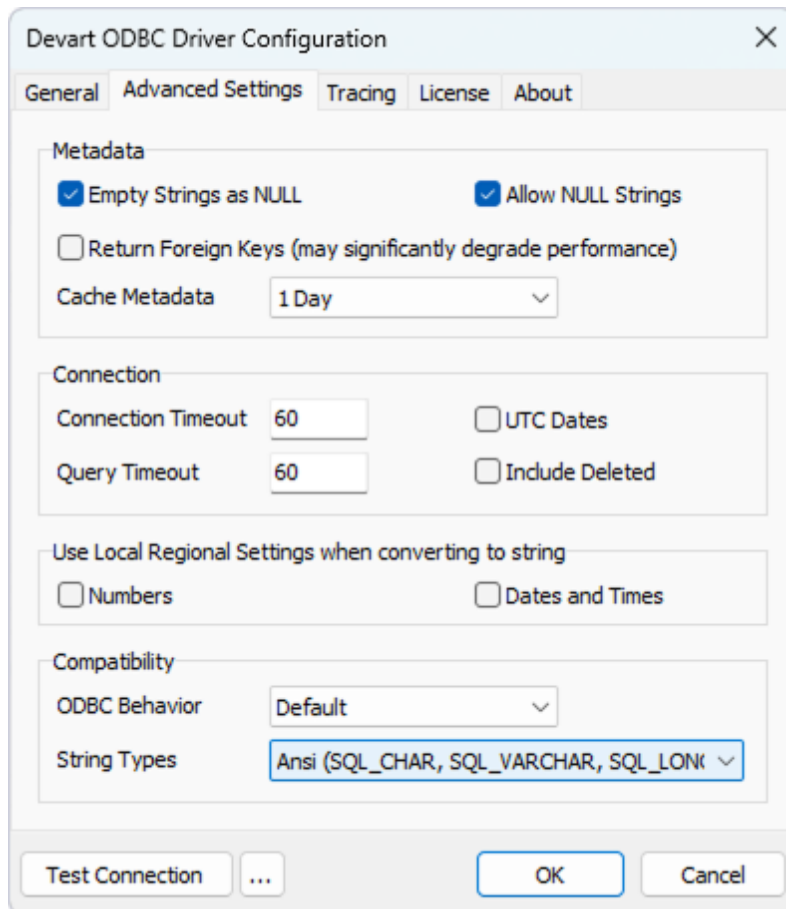 Devart ODBC Driver Configuration
General Advanced Settings Tracing License About
Metadata
Empty Strings as NULL Allow NULL Strings
Return Foreign Keys (may significantly degrade performance)
Cache Metadata 1 Day
Connection
Connection Timeout 60 UTC Dates
Query Timeout 60 Include Deleted
Use Local Regional Settings when converting to string
Numbers Dates and Times
Compatibility
ODBC Behavior Default
String Types Ansi (SQL_CHAR, SQL_VARCHAR, SQL_LONG
Test Connection ... OK Cancel